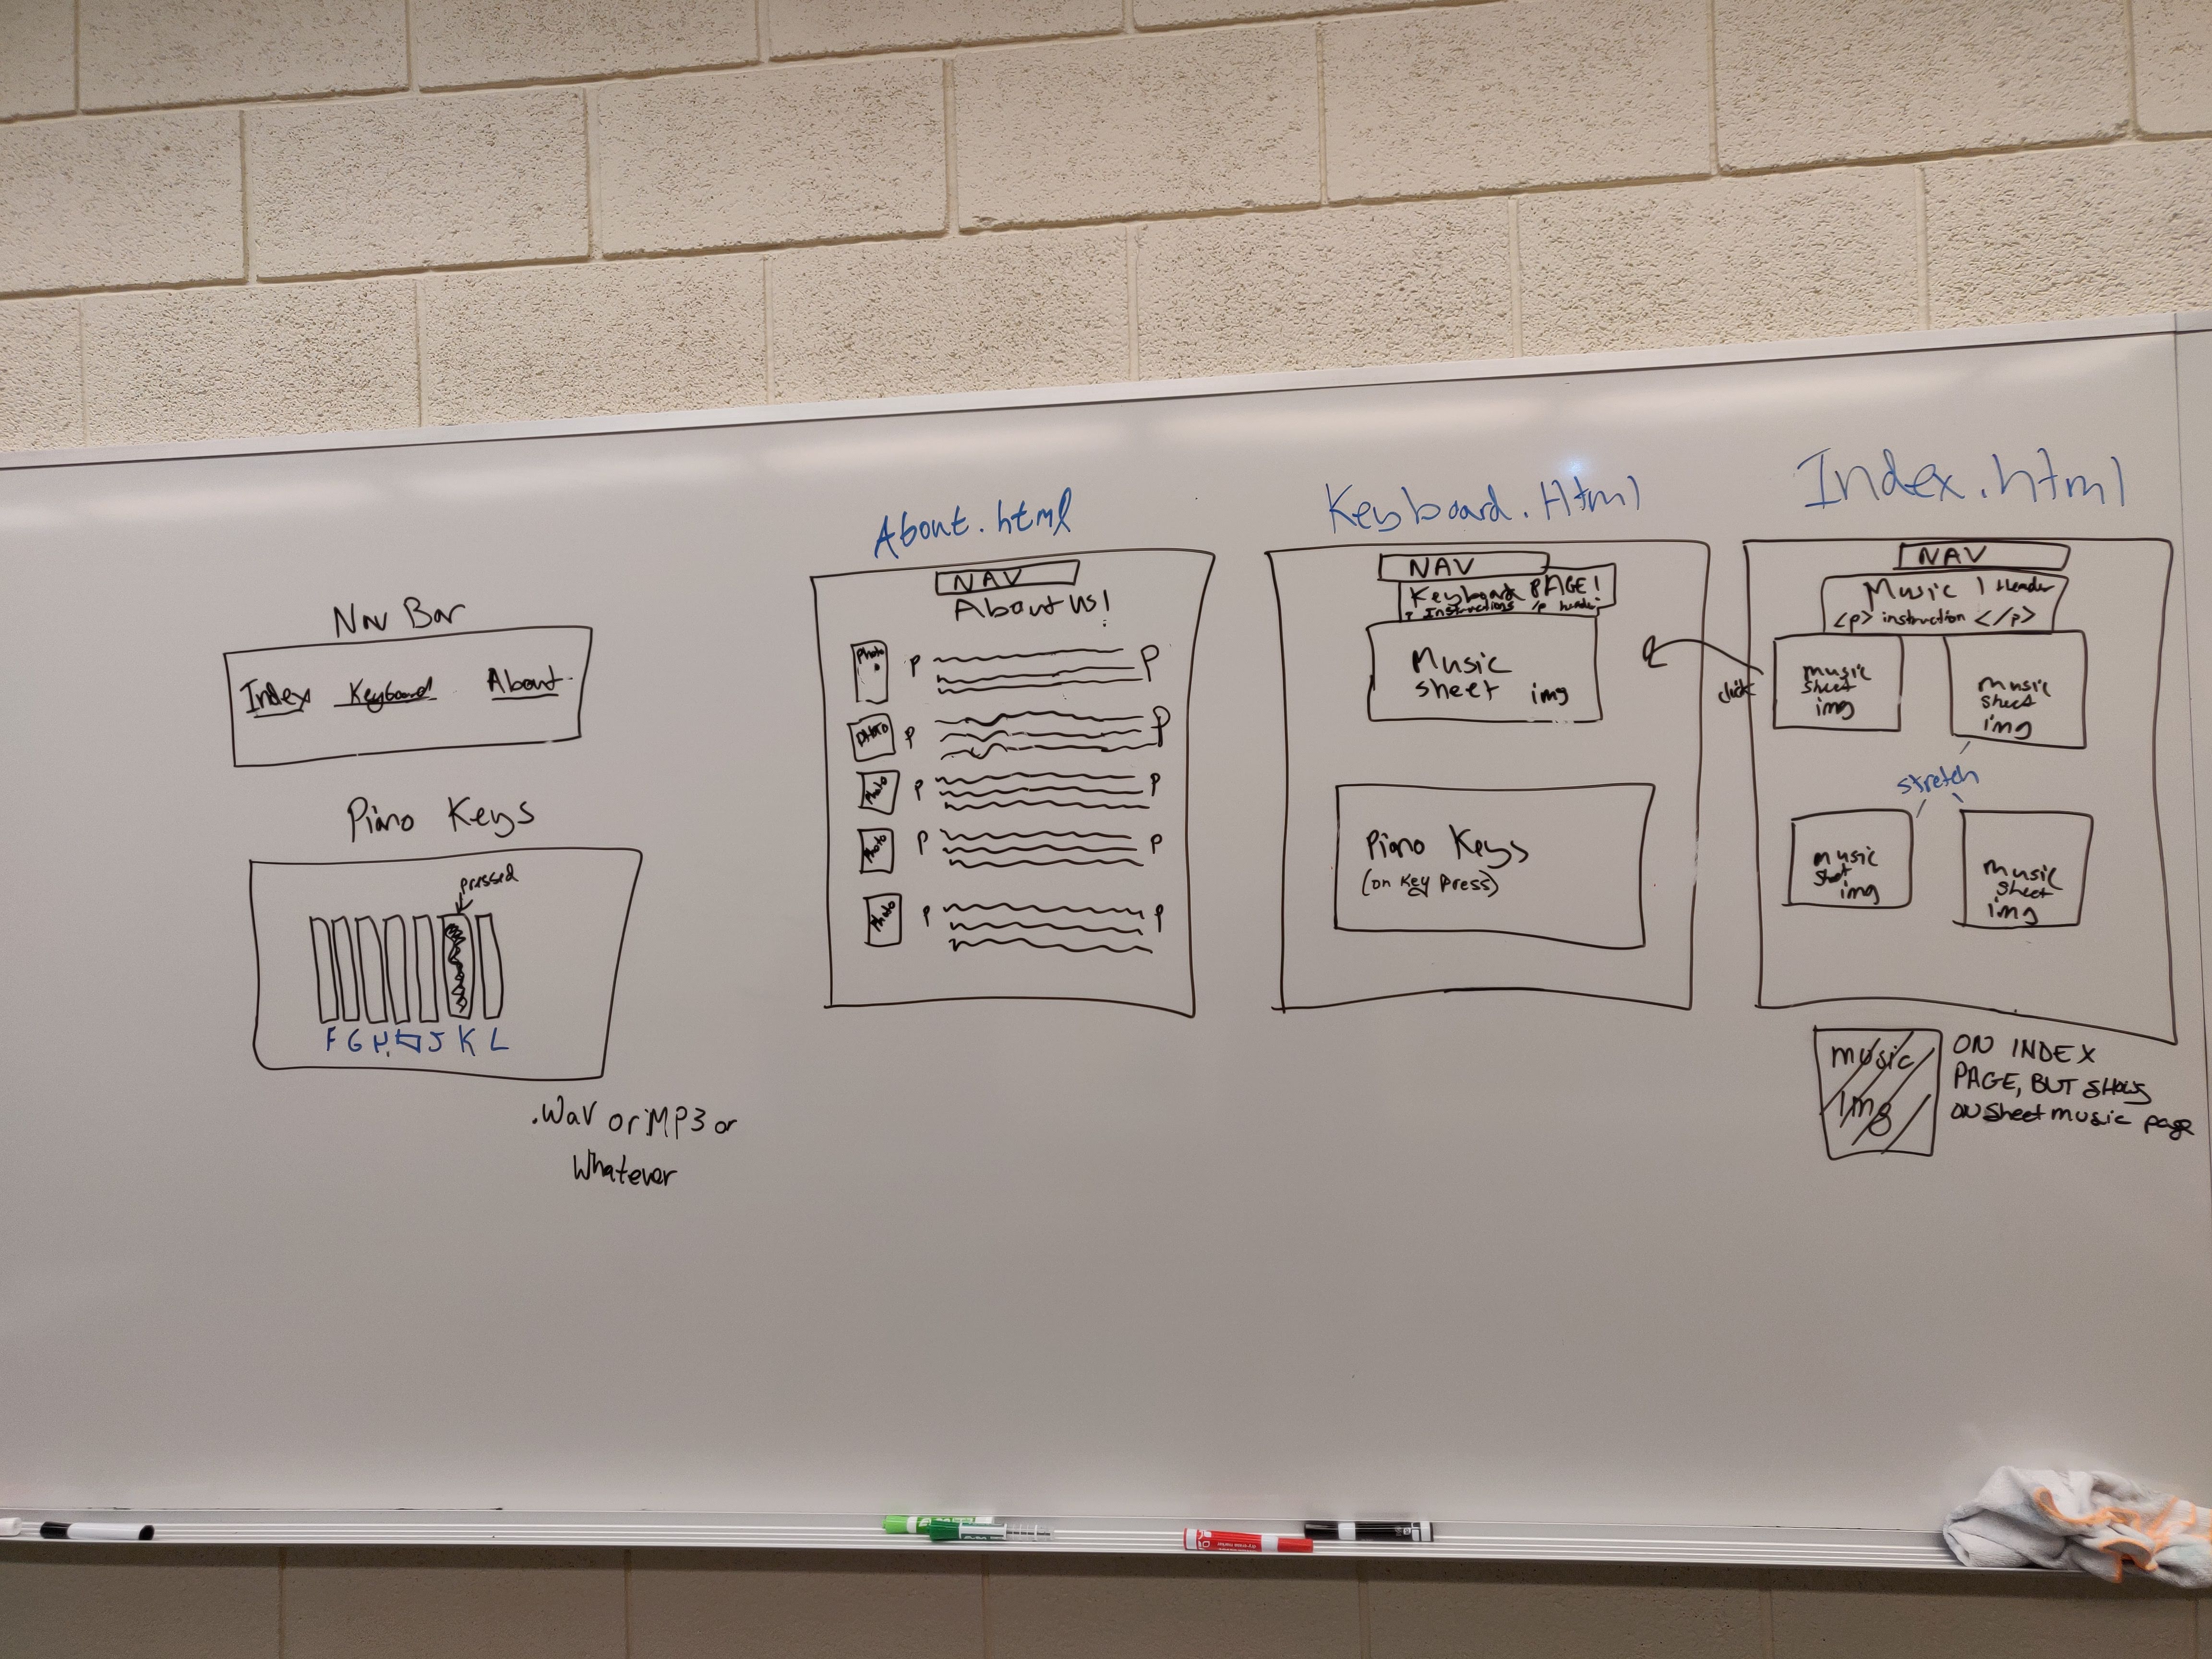 Nav Bar
Index Keyboard About
Piano Keys
pressed
F G H J K L
.Wav or MP3 or
Whatever
About.html
NAV
About us!
Photo P P
Photo P P
Photo P P
Photo P P
Photo P P
Keyboard.Html
NAV
Keyboard PAGE!
Instructions /p header
Music
sheet img
Piano Keys
(on Key Press)
Index.html
NAV
Music | Header
<p> instruction </p>
click
music
sheet
img
music
sheet
img
stretch
music
sheet
img
music
sheet
img
music
img
ON INDEX
PAGE, BUT SHOWS
ON sheet music page